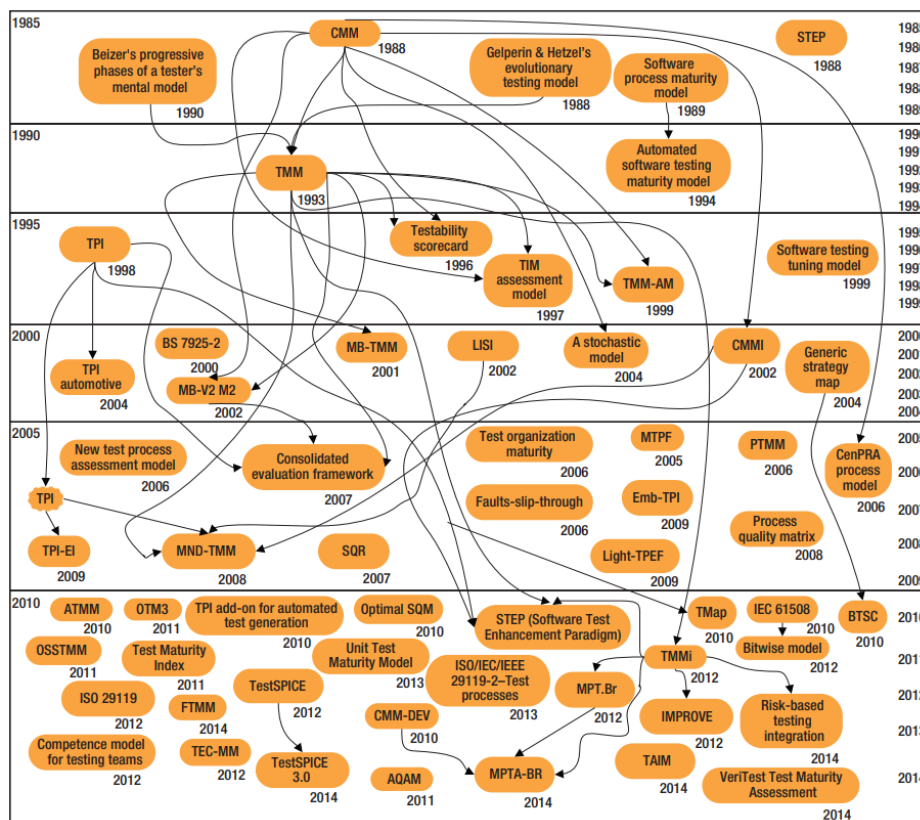 1985
CMM
1988
STEP
1988
Beizer's progressive
phases of a tester's
mental model
1990
Gelperin & Hetzel's
evolutionary
testing model
1988
Software
process maturity
model
1989
1990
TMM
1993
Automated
software testing
maturity model
1994
1995
TPI
1998
Testability
scorecard
1996
TIM
assessment
model
1997
TMM-AM
1999
Software testing
tuning model
1999
2000
BS 7925-2
2000
MB-TMM
2001
LISI
2002
A stochastic
model
2004
CMMI
2002
Generic
strategy
map
2004
TPI
automotive
2004
MB-V2 M2
2002
2005
New test process
assessment model
2006
Consolidated
evaluation framework
2007
Test organization
maturity
2006
MTPF
2005
PTMM
2006
CenPRA
process
model
2006
TPI
Faults-slip-through
2006
Emb-TPI
2009
Process
quality matrix
2008
TPI-EI
2009
MND-TMM
2008
SQR
2007
Light-TPEF
2009
2010
ATMM
2010
OTM3
2011
TPI add-on for automated
test generation
2010
Optimal SQM
2010
STEP (Software Test
Enhancement Paradigm)
TMap
2010
IEC 61508
2010
BTSC
2010
OSSTMM
2011
Test Maturity
Index
2011
Unit Test
Maturity Model
2013
ISO/IEC/IEEE
29119-2–Test
processes
2013
TMMi
2012
Bitwise model
2012
ISO 29119
2012
FTMM
2014
TestSPICE
2012
CMM-DEV
2010
MPT.Br
2012
IMPROVE
2012
Risk-based
testing
integration
2014
Competence model
for testing teams
2012
TEC-MM
2012
TestSPICE
3.0
2014
AQAM
2011
MPTA-BR
2014
TAIM
2014
VeriTest Test Maturity
Assessment
2014